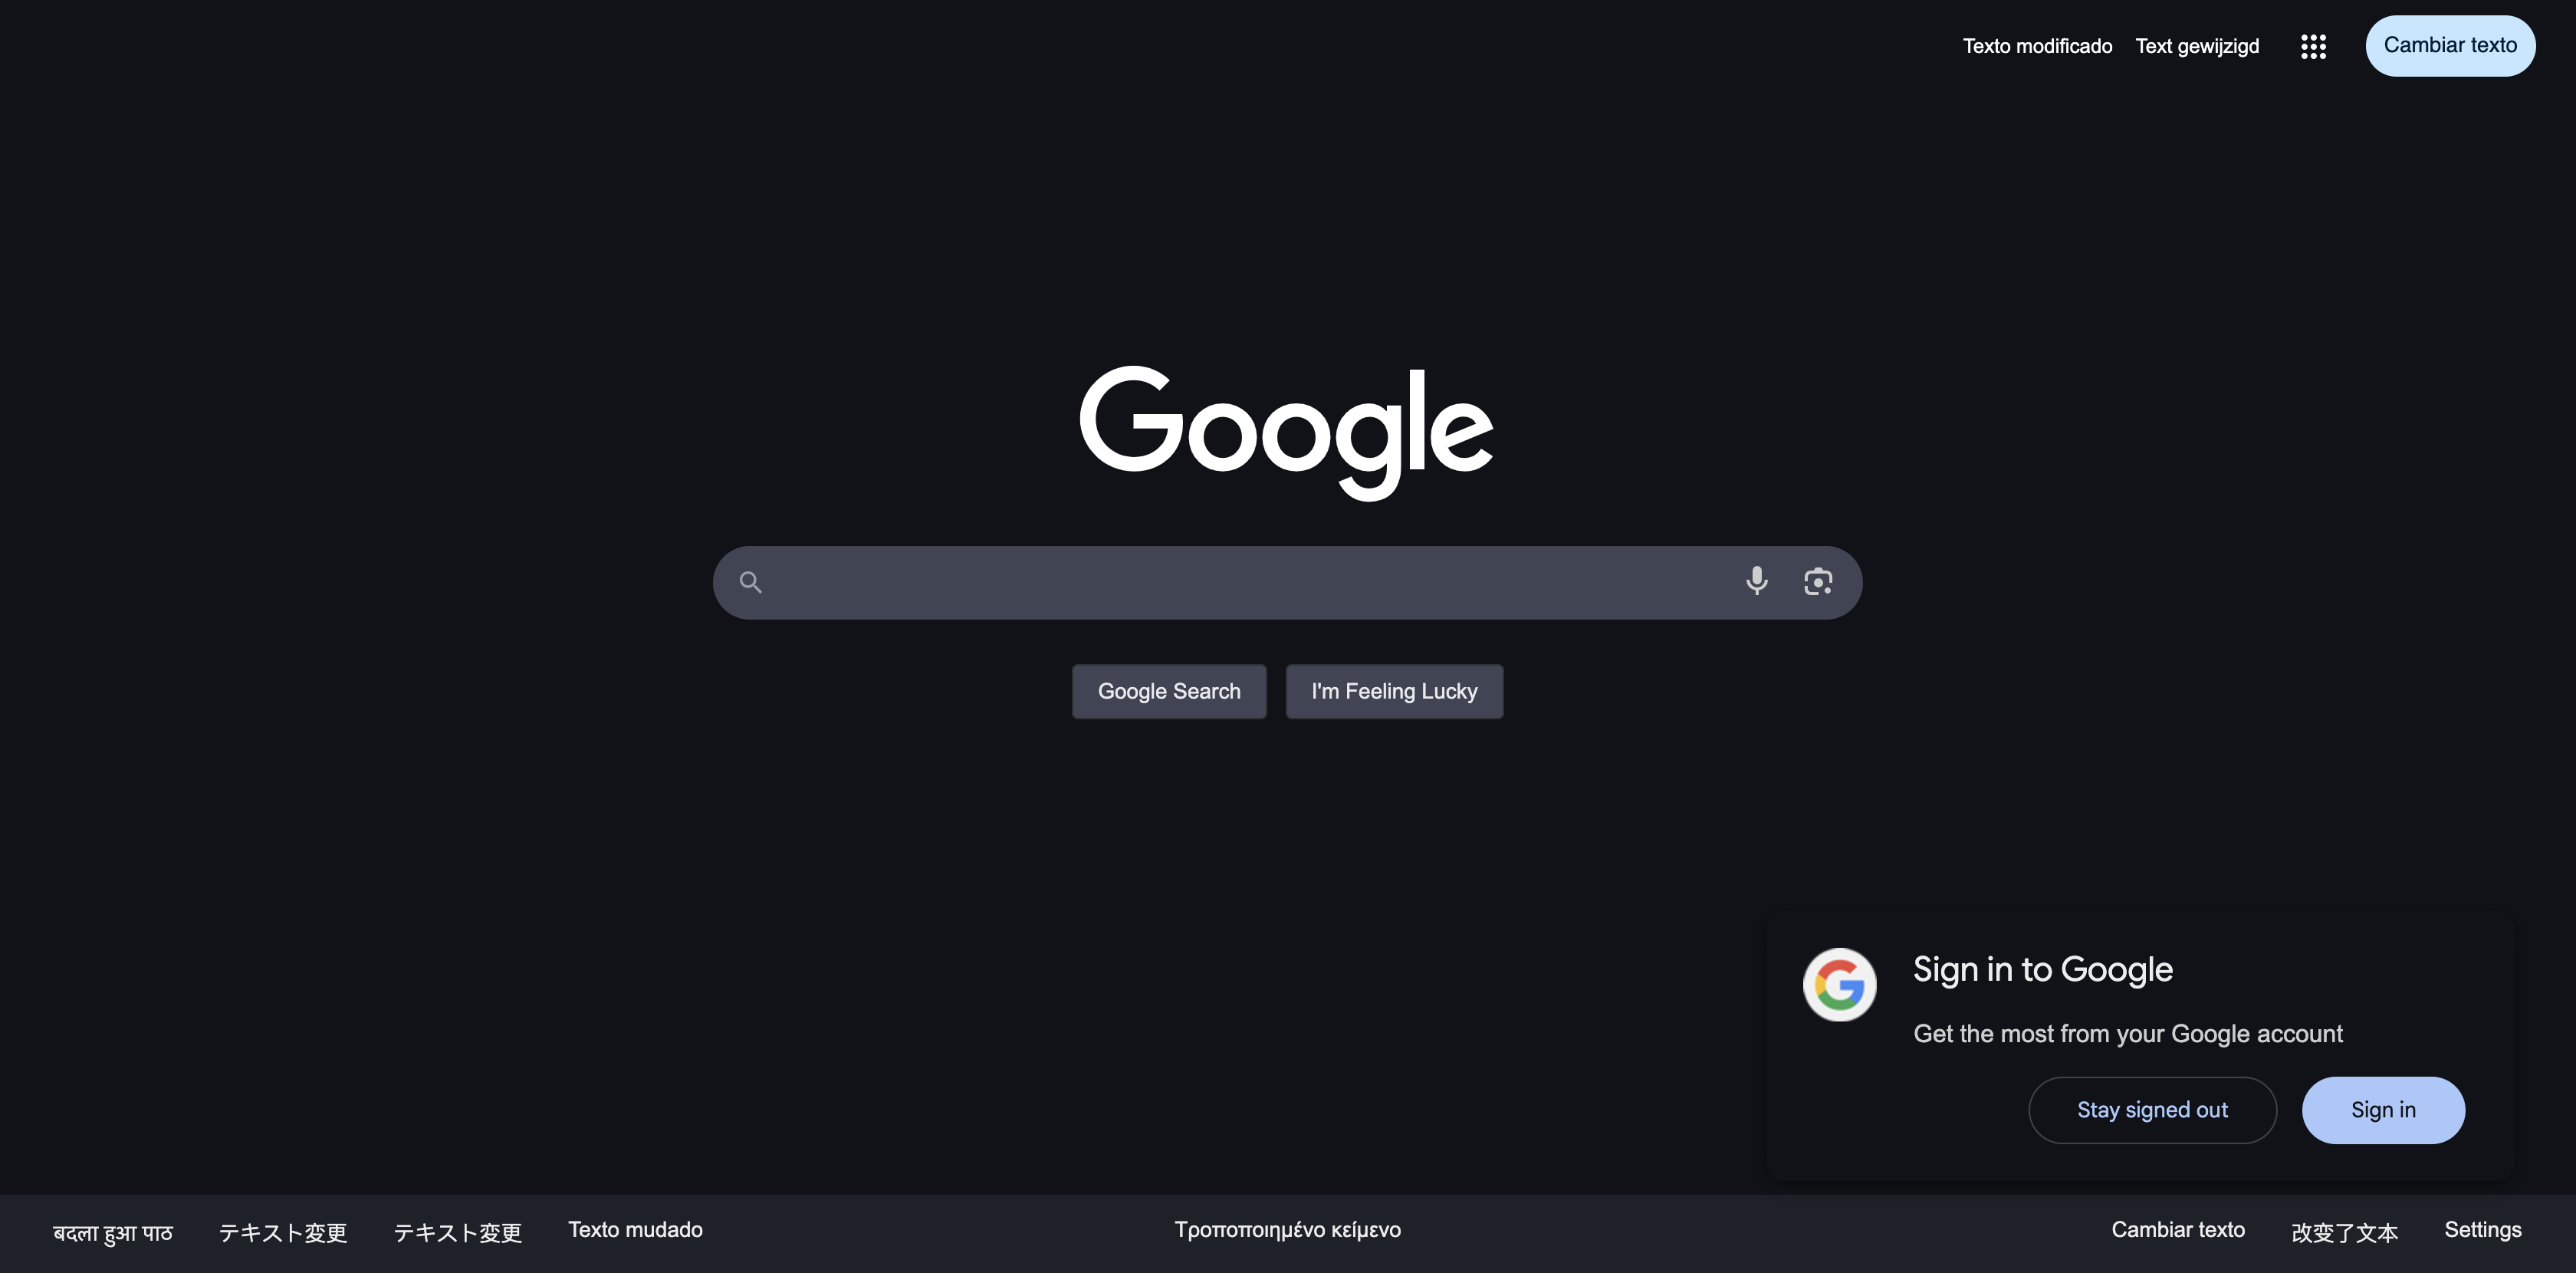 Texto modificado
Text gewijzigd
Cambiar texto
Google
Google Search
I'm Feeling Lucky
Sign in to Google
Get the most from your Google account
Stay signed out
Sign in
बदला हुआ पाठ
テキスト変更
テキスト変更
Texto mudado
Τροποποιημένο κείμενο
Cambiar texto
改变了文本
Settings